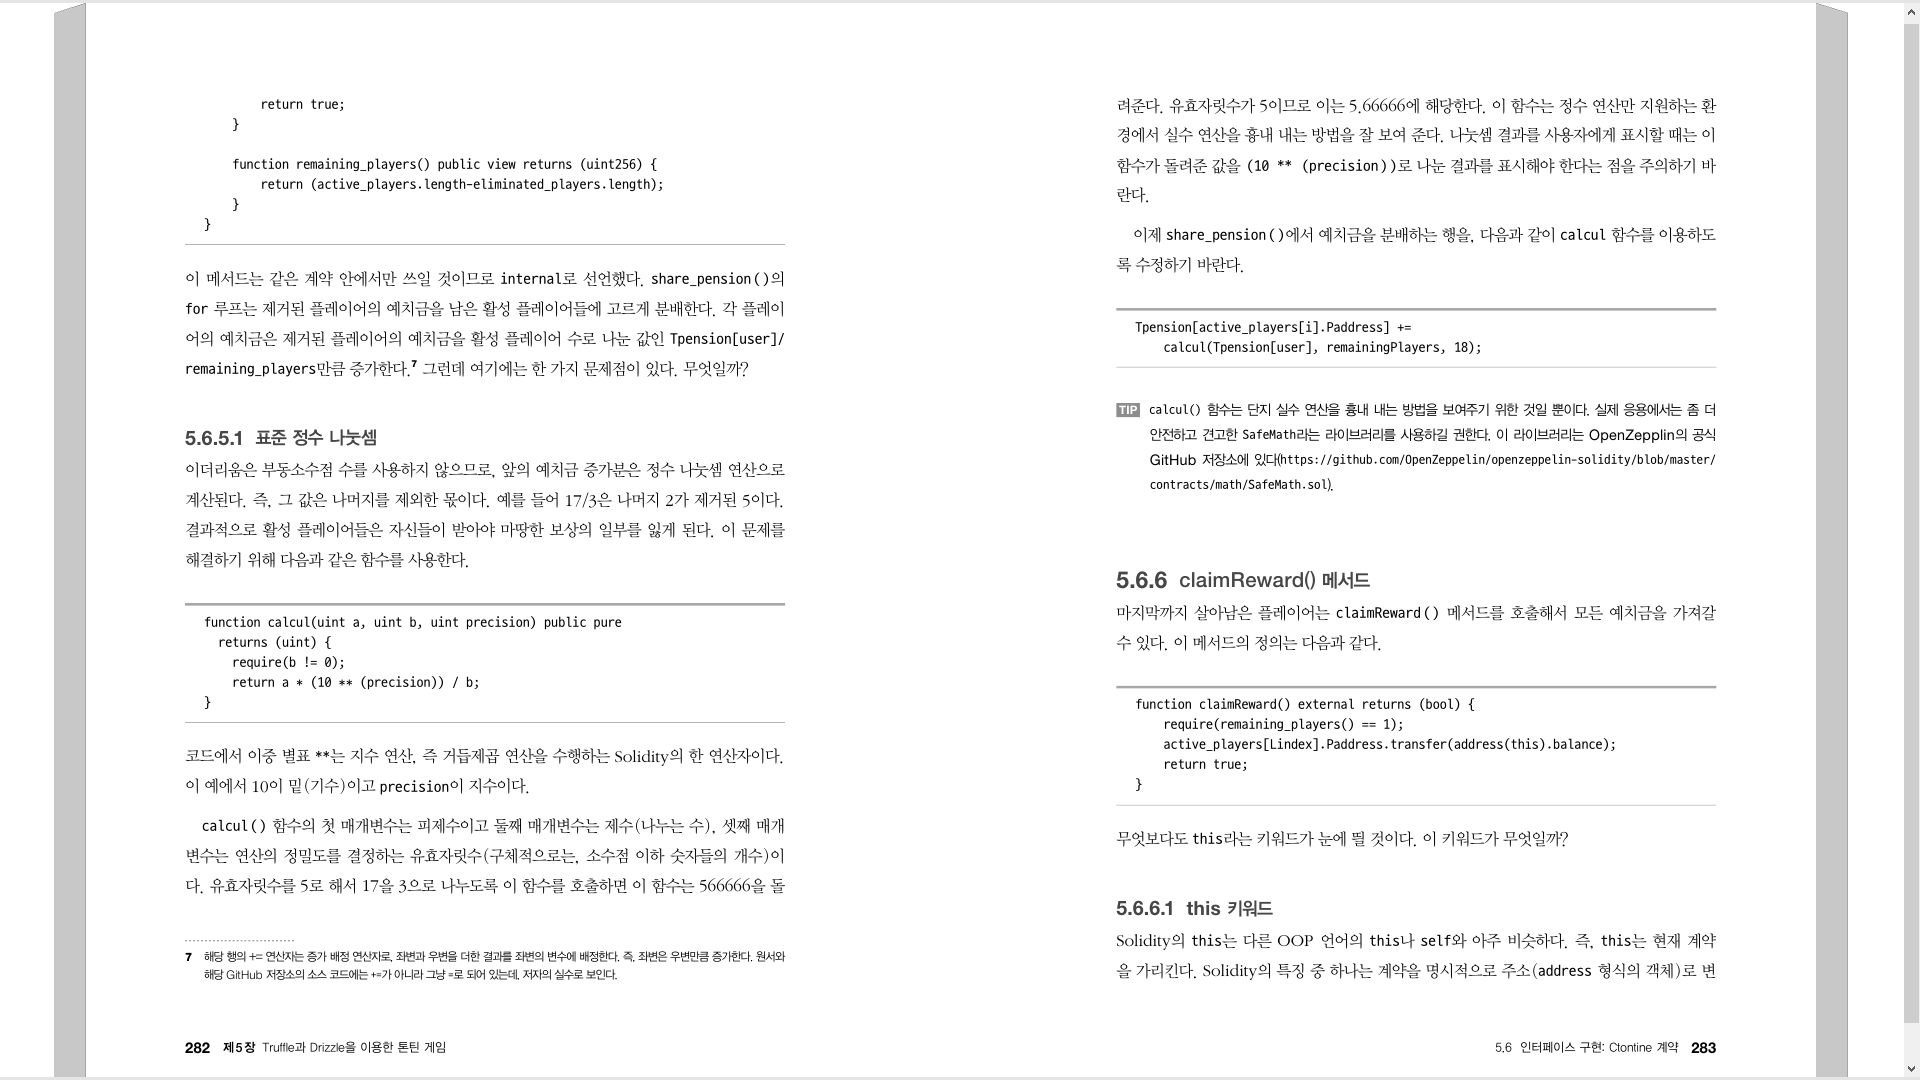 return true;
}
function remaining_players() public view returns (uint256) {
return (active_players.length-eliminated_players.length);
}
}
이 메서드는 같은 계약 안에서만 쓰일 것이므로 internal로 선언했다. share_pension()의
for 루프는 제거된 플레이어의 예치금을 남은 활성 플레이어들에 고르게 분배한다. 각 플레이
어의 예치금은 제거된 플레이어의 예치금을 활성 플레이어 수로 나눈 값인 Tpension[user]/
remaining_players만큼 증가한다.7 그런데 여기에는 한 가지 문제점이 있다. 무엇일까?
5.6.5.1 표준 정수 나눗셈
이더리움은 부동소수점 수를 사용하지 않으므로, 앞의 예치금 증가분은 정수 나눗셈 연산으로
계산된다. 즉, 그 값은 나머지를 제외한 몫이다. 예를 들어 17/3은 나머지 2가 제거된 5이다.
결과적으로 활성 플레이어들은 자신들이 받아야 마땅한 보상의 일부를 잃게 된다. 이 문제를
해결하기 위해 다음과 같은 함수를 사용한다.
function calcul(uint a, uint b, uint precision) public pure
returns (uint) {
require(b != 0);
return a * (10 ** (precision)) / b;
}
코드에서 이중 별표 **는 지수 연산, 즉 거듭제곱 연산을 수행하는 Solidity의 한 연산자이다.
이 예에서 10이 밑(기수)이고 precision이 지수이다.
calcul() 함수의 첫 매개변수는 피제수이고 둘째 매개변수는 제수(나누는 수), 셋째 매개
변수는 연산의 정밀도를 결정하는 유효자릿수(구체적으로는, 소수점 이하 숫자들의 개수)이
다. 유효자릿수를 5로 해서 17을 3으로 나누도록 이 함수를 호출하면 이 함수는 566666을 돌
7 해당 행의 += 연산자는 증가 배정 연산자로, 좌변과 우변을 더한 결과를 좌변의 변수에 배정한다. 즉, 좌변은 우변만큼 증가한다. 원서와
해당 GitHub 저장소의 소스 코드에는 +=가 아니라 그냥 =로 되어 있는데, 저자의 실수로 보인다.
282 제5장 Truffle과 Drizzle을 이용한 톤틴 게임
려준다. 유효자릿수가 5이므로 이는 5.66666에 해당한다. 이 함수는 정수 연산만 지원하는 환
경에서 실수 연산을 흉내 내는 방법을 잘 보여 준다. 나눗셈 결과를 사용자에게 표시할 때는 이
함수가 돌려준 값을 (10 ** (precision))로 나눈 결과를 표시해야 한다는 점을 주의하기 바
란다.
이제 share_pension()에서 예치금을 분배하는 행을, 다음과 같이 calcul 함수를 이용하도
록 수정하기 바란다.
Tpension[active_players[i].Paddress] +=
calcul(Tpension[user], remainingPlayers, 18);
TIP calcul() 함수는 단지 실수 연산을 흉내 내는 방법을 보여주기 위한 것일 뿐이다. 실제 응용에서는 좀 더
안전하고 견고한 SafeMath라는 라이브러리를 사용하길 권한다. 이 라이브러리는 OpenZepplin의 공식
GitHub 저장소에 있다(https://github.com/OpenZeppelin/openzeppelin-solidity/blob/master/
contracts/math/SafeMath.sol).
5.6.6 claimReward() 메서드
마지막까지 살아남은 플레이어는 claimReward() 메서드를 호출해서 모든 예치금을 가져갈
수 있다. 이 메서드의 정의는 다음과 같다.
function claimReward() external returns (bool) {
require(remaining_players() == 1);
active_players[Lindex].Paddress.transfer(address(this).balance);
return true;
}
무엇보다도 this라는 키워드가 눈에 띌 것이다. 이 키워드가 무엇일까?
5.6.6.1 this 키워드
Solidity의 this는 다른 OOP 언어의 this나 self와 아주 비슷하다. 즉, this는 현재 계약
을 가리킨다. Solidity의 특징 중 하나는 계약을 명시적으로 주소(address 형식의 객체)로 변
5.6 인터페이스 구현: Ctontine 계약 283